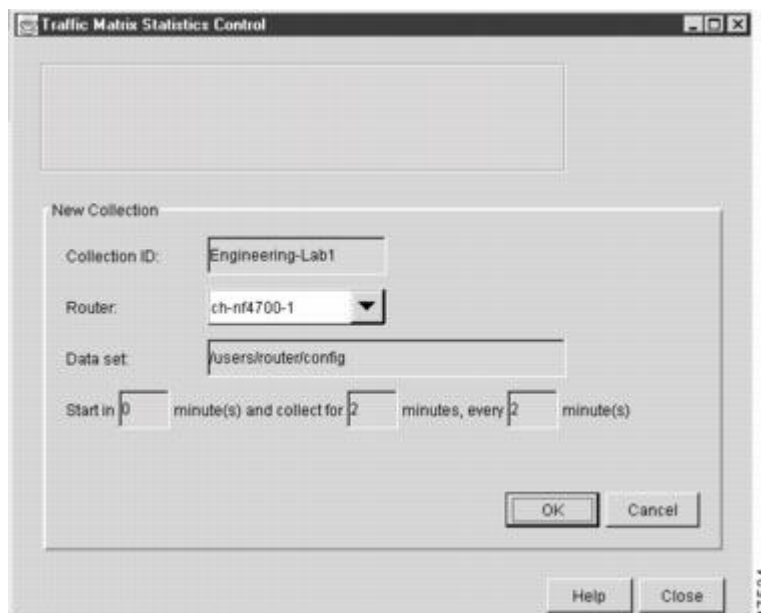 Traffic Matrix Statistics Control
New Collection
Collection ID: Engineering-Lab1
Router: ch-nf4700-1
Data set: /users/router/config
Start in 0 minute(s) and collect for 2 minutes, every 2 minute(s)
OK Cancel
Help Close